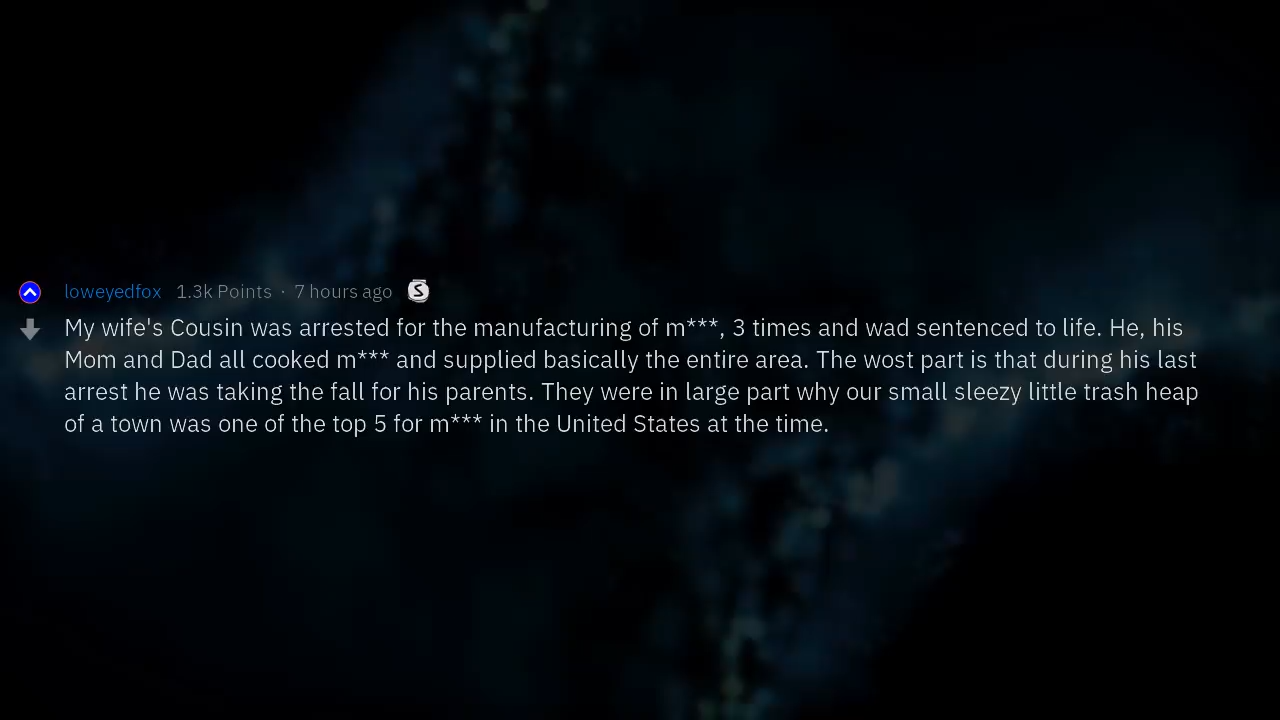 loweyedfox 1.3k Points · 7 hours ago S
My wife's Cousin was arrested for the manufacturing of m***, 3 times and wad sentenced to life. He, his
Mom and Dad all cooked m*** and supplied basically the entire area. The wost part is that during his last
arrest he was taking the fall for his parents. They were in large part why our small sleezy little trash heap
of a town was one of the top 5 for m*** in the United States at the time.